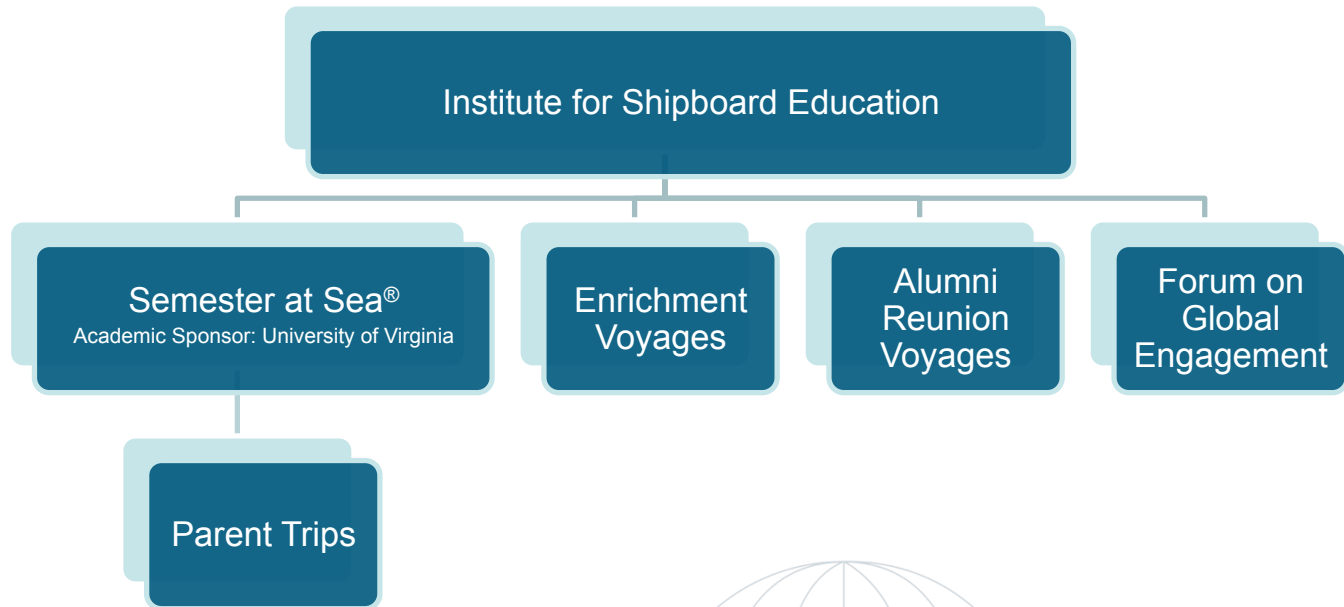 Institute for Shipboard Education
Semester at Sea®
Academic Sponsor: University of Virginia
Enrichment
Voyages
Alumni
Reunion
Voyages
Forum on
Global
Engagement
Parent Trips